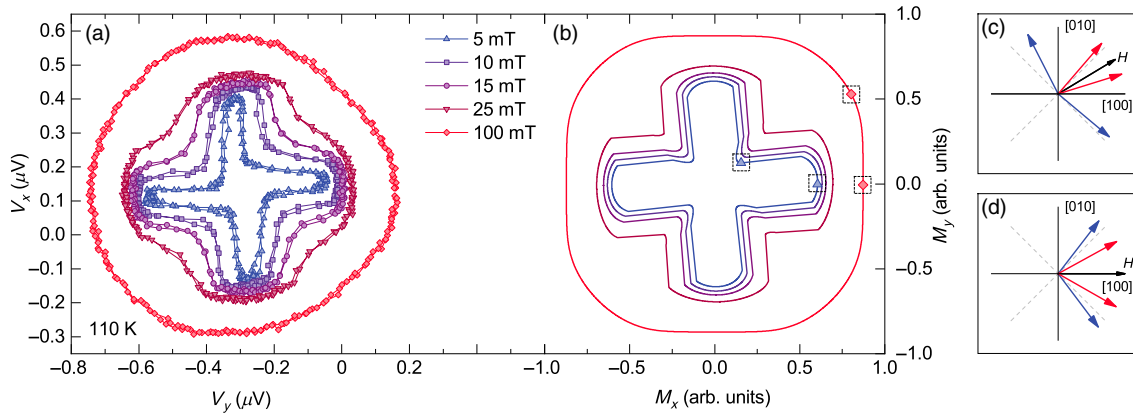 0.6
0.5
0.4
0.3
0.2
0.1
0.0
−0.1
−0.2
−0.3
V_x (μV)
(a)
110 K
−0.8
−0.6
−0.4
−0.2
0
0.2
V_y (μV)
5 mT
10 mT
15 mT
25 mT
100 mT
(b)
−1.0
−0.5
0.0
0.5
1.0
M_x (arb. units)
1.0
0.5
0.0
−0.5
−1.0
M_y (arb. units)
(c)
[010]
H
[100]
(d)
[010]
H
[100]